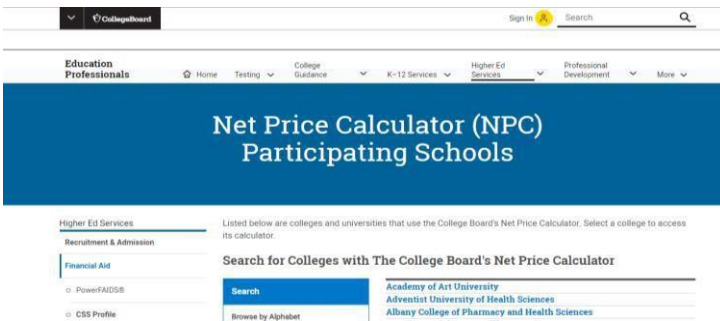 CollegeBoard
Sign In
Search
Education
Professionals
Home
Testing
College
Guidance
K–12 Services
Higher Ed
Services
Professional
Development
More
Net Price Calculator (NPC)
Participating Schools
Higher Ed Services
Recruitment & Admission
Financial Aid
PowerFAIDS®
CSS Profile
Listed below are colleges and universities that use the College Board's Net Price Calculator. Select a college to access
its calculator.
Search for Colleges with The College Board's Net Price Calculator
Search
Browse by Alphabet
Academy of Art University
Adventist University of Health Sciences
Albany College of Pharmacy and Health Sciences